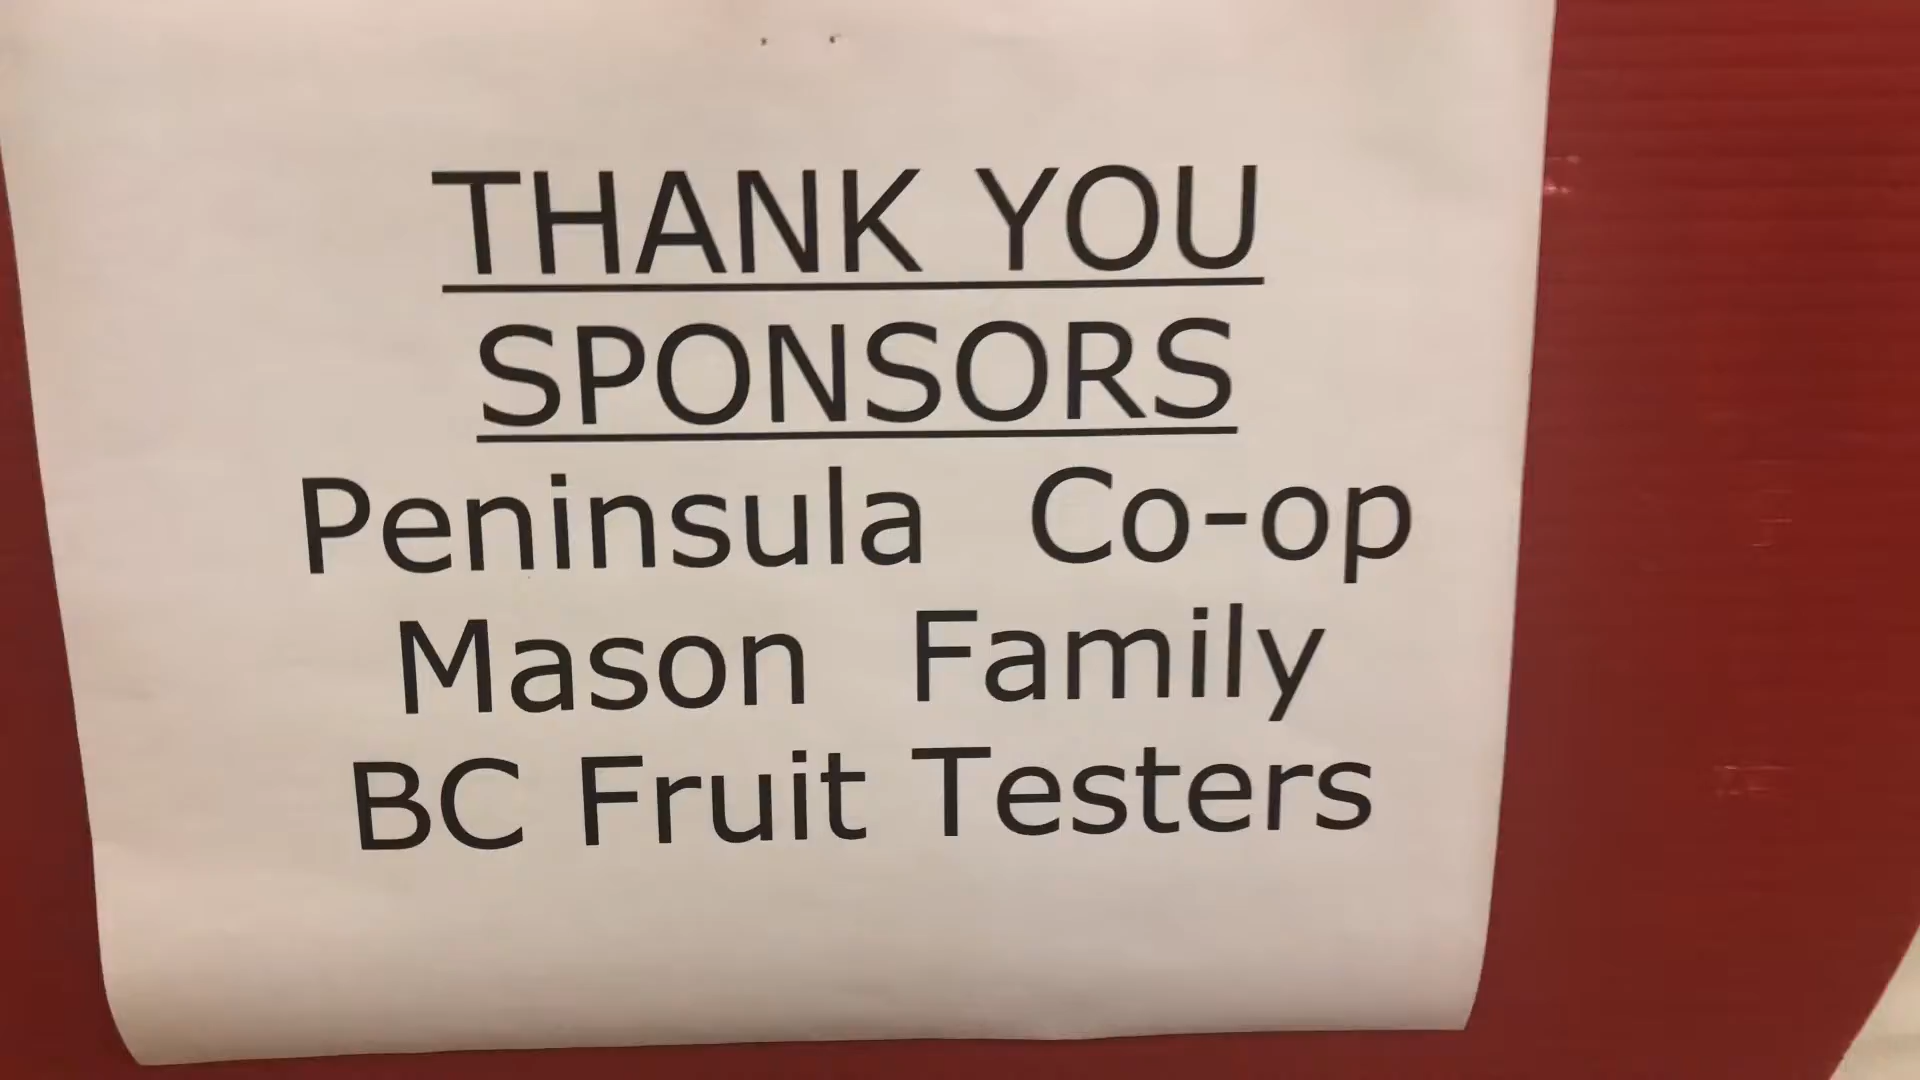 THANK YOU
SPONSORS
Peninsula Co-op
Mason Family
BC Fruit Testers